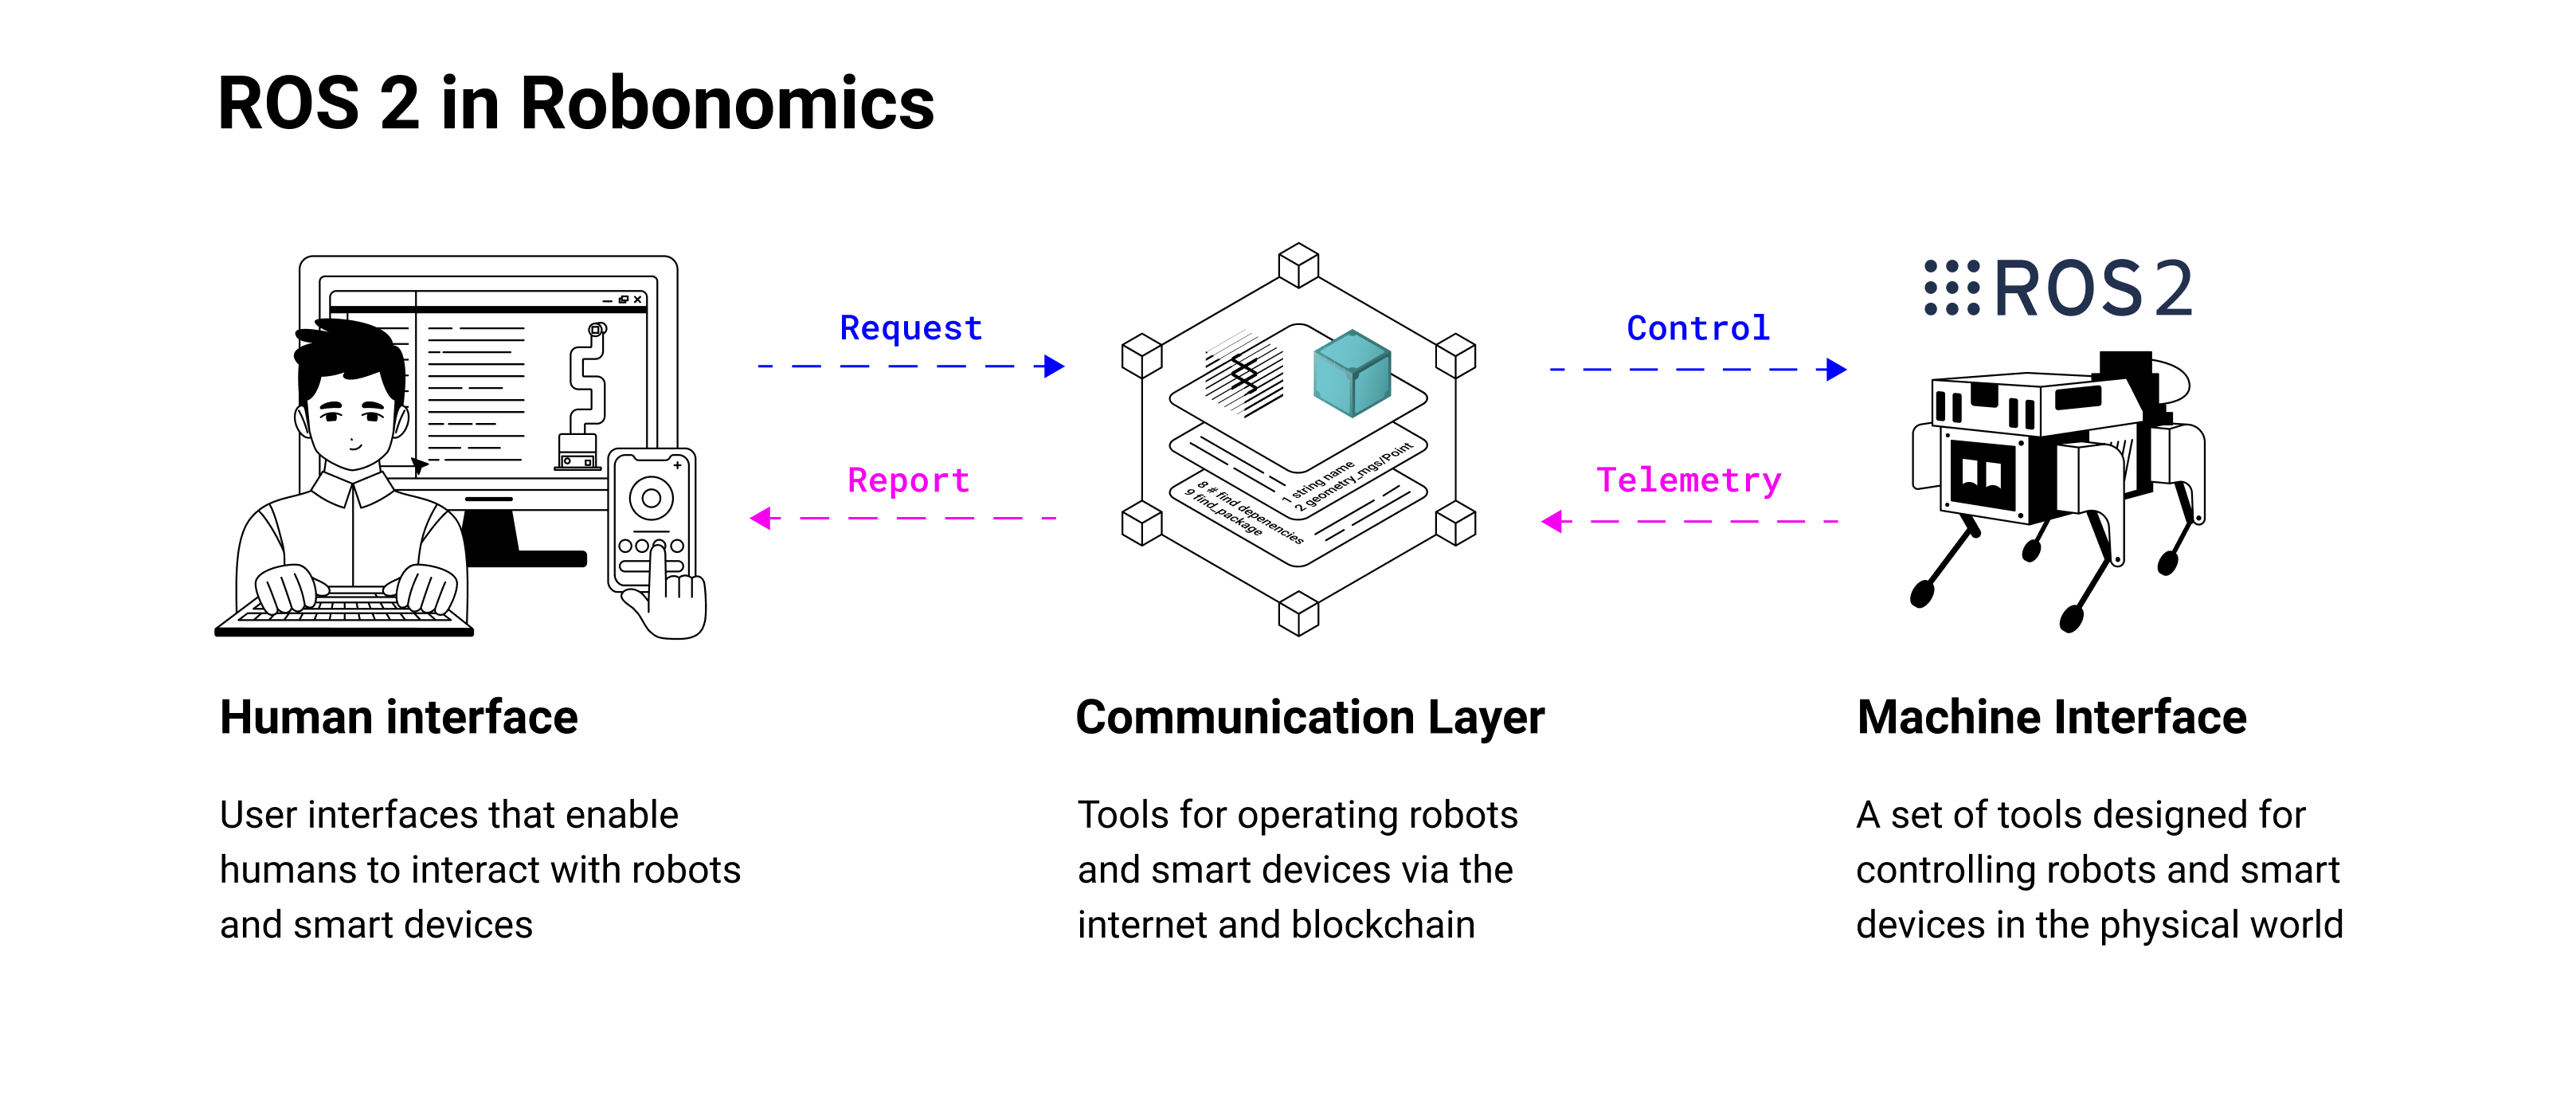 ROS 2 in Robonomics
Request
Report
Control
Telemetry
ROS 2
1 string name
2 geometry_mgs/Point
8 # find depenencies
9 find_package
Human interface
User interfaces that enable
humans to interact with robots
and smart devices
Communication Layer
Tools for operating robots
and smart devices via the
internet and blockchain
Machine Interface
A set of tools designed for
controlling robots and smart
devices in the physical world